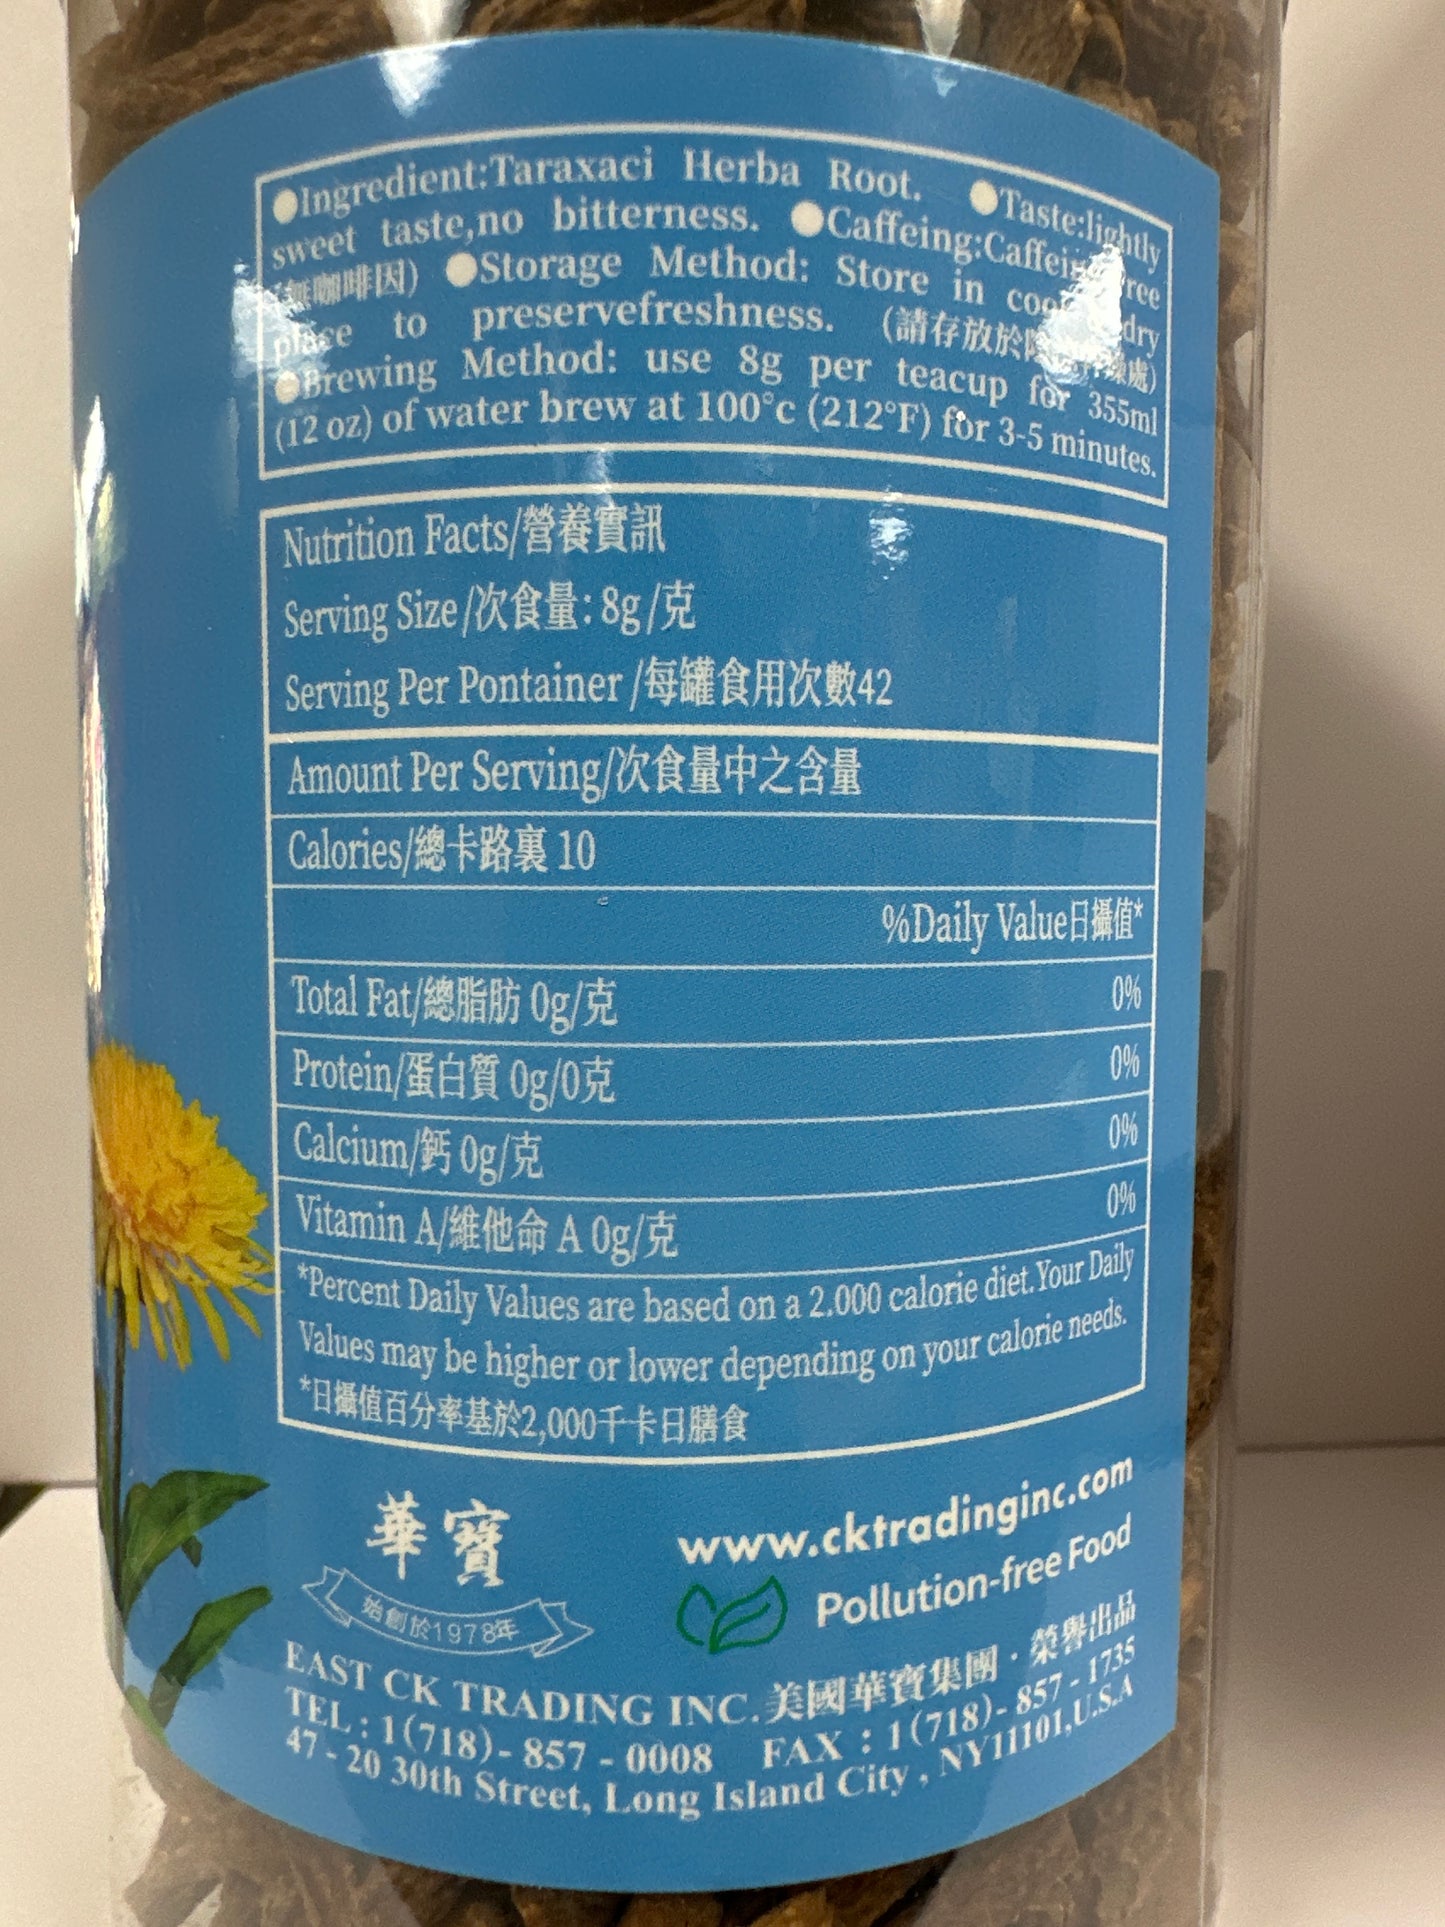 ●Ingredient:Taraxaci Herba Root. ●Taste:lightly
sweet taste,no bitterness. ●Caffeing:Caffeine Free
(無咖啡因) ●Storage Method: Store in cool dry
place to preservefreshness. (請存放於陰涼乾燥處)
●Brewing Method: use 8g per teacup for 355ml
(12 oz) of water brew at 100°c (212°F) for 3-5 minutes.
Nutrition Facts/營養實訊
Serving Size/次食量: 8g/克
Serving Per Pontainer /每罐食用次數42
Amount Per Serving/次食量中之含量
Calories/總卡路裏 10
%Daily Value日攝值*
Total Fat/總脂肪 0g/克 0%
Protein/蛋白質 0g/0克 0%
Calcium/鈣 0g/克 0%
Vitamin A/維他命 A 0g/克 0%
*Percent Daily Values are based on a 2.000 calorie diet.Your Daily
Values may be higher or lower depending on your calorie needs.
*日攝值百分率基於2,000千卡日膳食
華寶
始創於1978年
www.cktradinginc.com
Pollution-free Food
EAST CK TRADING INC.美國華寶集團·榮譽出品
TEL : 1(718)- 857 - 0008 FAX : 1(718)- 857 - 1735
47 - 20 30th Street, Long Island City , NY11101,U.S.A